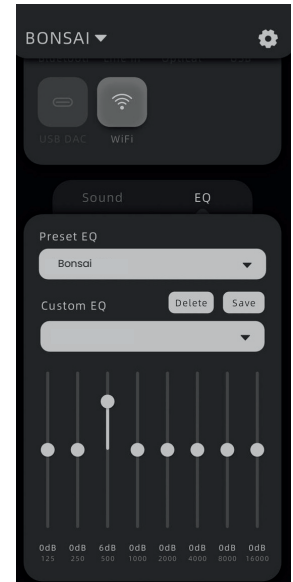 BONSAI
USB DAC WiFi
Sound EQ
Preset EQ
Bonsai
Custom EQ Delete Save
0dB 0dB 6dB 0dB 0dB 0dB 0dB 0dB
125 250 500 1000 2000 4000 8000 16000